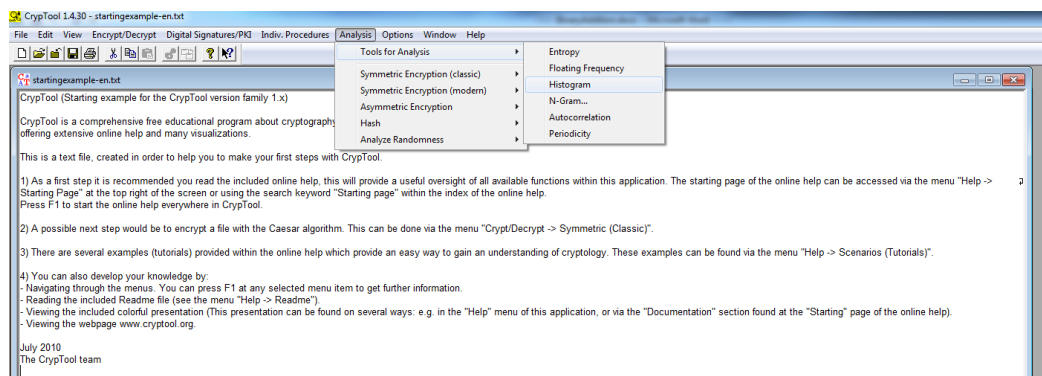 CrypTool 1.4.30 - startingexample-en.txt
File Edit View Encrypt/Decrypt Digital Signatures/PKI Indiv. Procedures Analysis Options Window Help
Tools for Analysis
Symmetric Encryption (classic)
Symmetric Encryption (modern)
Asymmetric Encryption
Hash
Analyze Randomness
Entropy
Floating Frequency
Histogram
N-Gram...
Autocorrelation
Periodicity
startingexample-en.txt
CrypTool (Starting example for the CrypTool version family 1.x)
CrypTool is a comprehensive free educational program about cryptography
offering extensive online help and many visualizations.
This is a text file, created in order to help you to make your first steps with CrypTool.
1) As a first step it is recommended you read the included online help, this will provide a useful oversight of all available functions within this application. The starting page of the online help can be accessed via the menu "Help ->
Starting Page" at the top right of the screen or using the search keyword "Starting page" within the index of the online help.
Press F1 to start the online help everywhere in CrypTool.
2) A possible next step would be to encrypt a file with the Caesar algorithm. This can be done via the menu "Crypt/Decrypt -> Symmetric (Classic)".
3) There are several examples (tutorials) provided within the online help which provide an easy way to gain an understanding of cryptology. These examples can be found via the menu "Help -> Scenarios (Tutorials)".
4) You can also develop your knowledge by:
- Navigating through the menus. You can press F1 at any selected menu item to get further information.
- Reading the included Readme file (see the menu "Help -> Readme").
- Viewing the included colorful presentation (This presentation can be found on several ways: e.g. in the "Help" menu of this application, or via the "Documentation" section found at the "Starting" page of the online help).
- Viewing the webpage www.cryptool.org.
July 2010
The CrypTool team